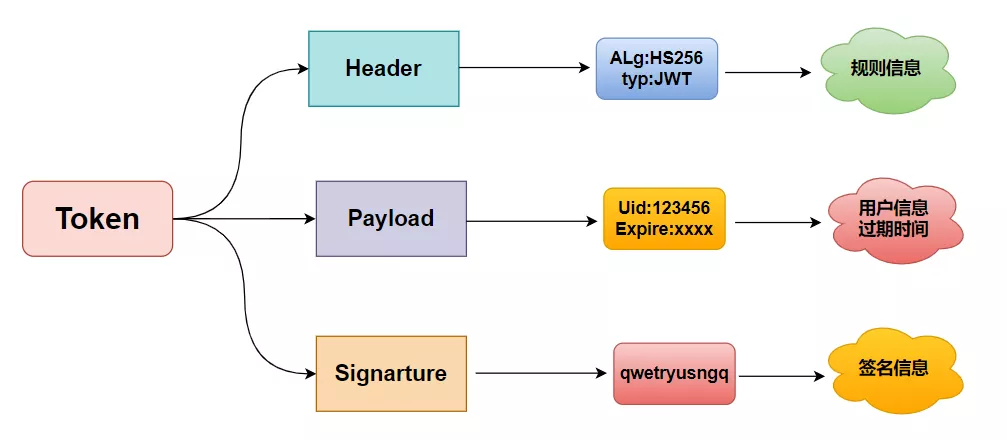 Token
Header
ALg:HS256
typ:JWT
规则信息
Payload
Uid:123456
Expire:xxxx
用户信息
过期时间
Signarture
qwetryusngq
签名信息